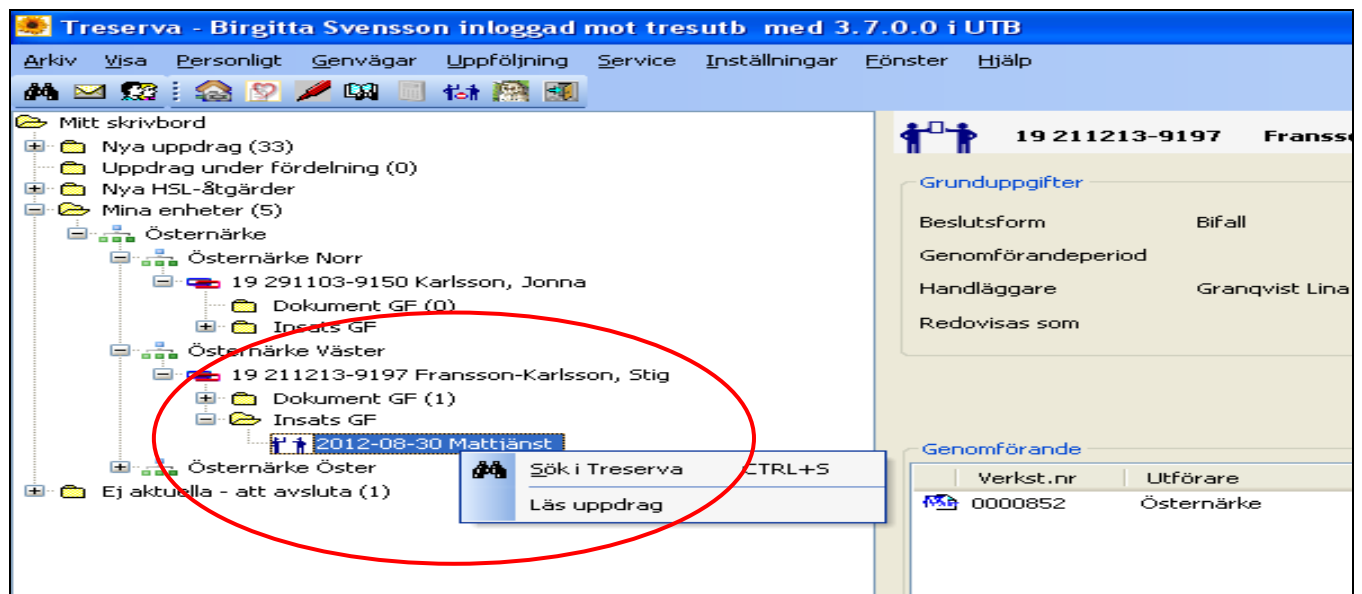 Treserva - Birgitta Svensson inloggad mot tresutb med 3.7.0.0 i UTB
Arkiv Visa Personligt Genvägar Uppföljning Service Inställningar Fönster Hjälp
Mitt skrivbord
Nya uppdrag (33)
Uppdrag under fördelning (0)
Nya HSL-åtgärder
Mina enheter (5)
Östernärke
Östernärke Norr
19 291103-9150 Karlsson, Jonna
Dokument GF (0)
Insats GF
Östernärke Väster
19 211213-9197 Fransson-Karlsson, Stig
Dokument GF (1)
Insats GF
2012-08-30 Mattjänst
Östernärke Öster
Ej aktuella - att avsluta (1)
Sök i Treserva CTRL+S
Läs uppdrag
19 211213-9197 Fransso
Grunduppgifter
Beslutsform Bifall
Genomförandeperiod
Handläggare Granqvist Lina
Redovisas som
Genomförande
Verkst.nr Utförare
0000852 Östernärke